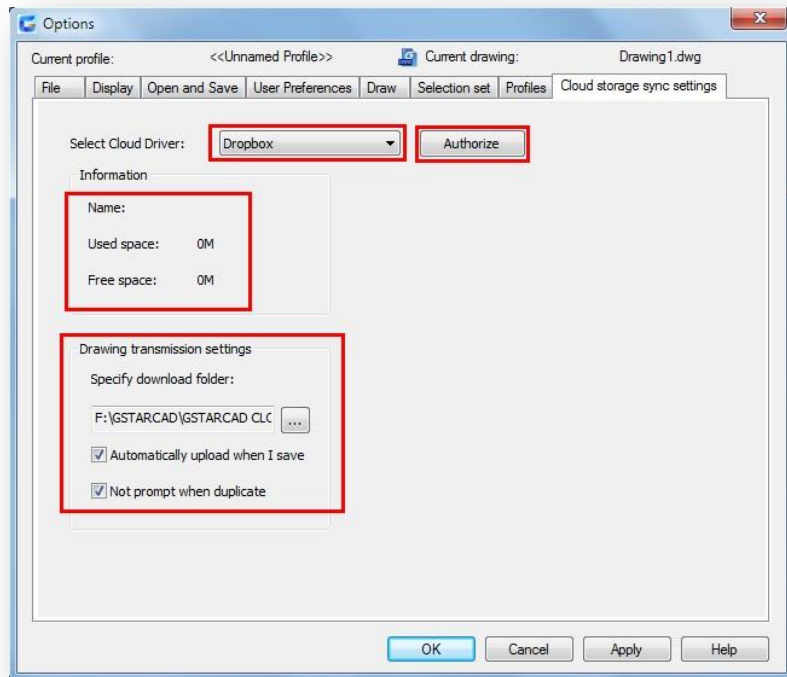 Options
Current profile: <<Unnamed Profile>> Current drawing: Drawing1.dwg
File Display Open and Save User Preferences Draw Selection set Profiles Cloud storage sync settings
Select Cloud Driver: Dropbox Authorize
Information
Name:
Used space: 0M
Free space: 0M
Drawing transmission settings
Specify download folder:
F:\GSTARCAD\GSTARCAD CLC ...
Automatically upload when I save
Not prompt when duplicate
OK Cancel Apply Help